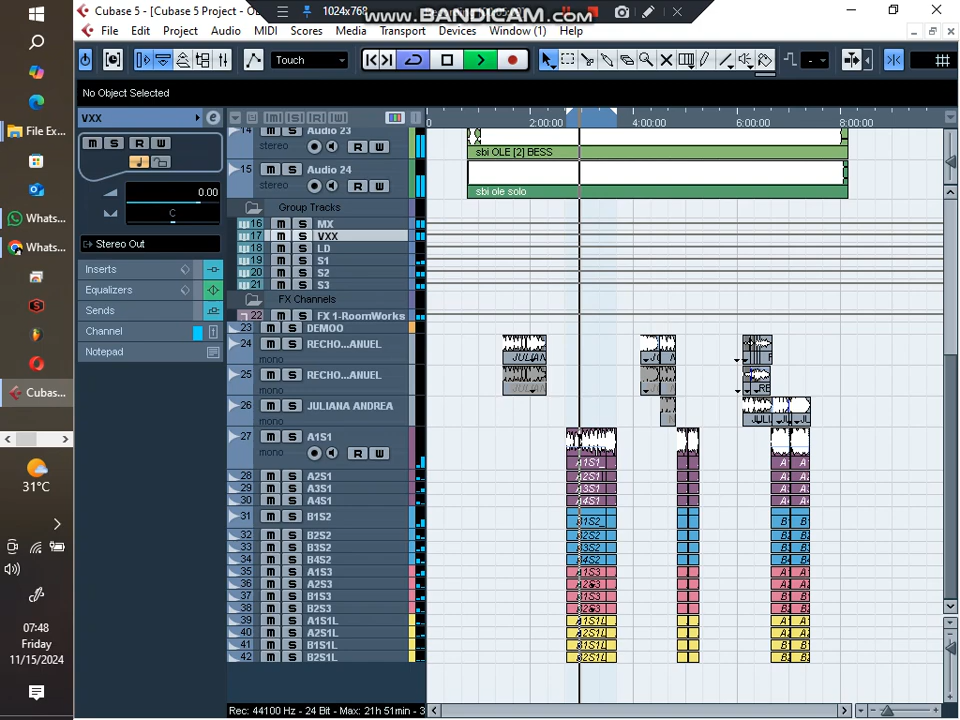 Cubase 5 - [Cubase 5 Project - O
1024x768
www.BANDICAM.com
File Edit Project Audio MIDI Scores Media Transport Devices Window (1) Help
Touch
No Object Selected
VXX
M S R W
0.00
C
Stereo Out
Inserts
Equalizers
Sends
Channel
Notepad
0 2:00:00 4:00:00 6:00:00 8:00:00
14 Audio 23
stereo R W
sbi OLE [2] BESS
15 Audio 24
stereo R W
sbi ole solo
Group Tracks
16 M S MX
17 M S VXX
18 M S LD
19 M S S1
20 M S S2
21 M S S3
FX Channels
22 M S FX 1-RoomWorks
23 M S DEMOO
24 M S RECHO...ANUEL
mono
25 M S RECHO...ANUEL
mono
26 M S JULIANA ANDREA
mono
27 M S A1S1
mono R W
28 M S A2S1
29 M S A3S1
30 M S A4S1
31 M S B1S2
32 M S B2S2
33 M S B3S2
34 M S B4S2
35 M S A1S3
36 M S A2S3
37 M S B1S3
38 M S B2S3
39 M S A1S1L
40 M S A2S1L
41 M S B1S1L
42 M S B2S1L
Rec: 44100 Hz - 24 Bit - Max: 21h 51min - 3
File Ex...
Whats...
Whats...
Cubas...
31°C
07:48
Friday
11/15/2024